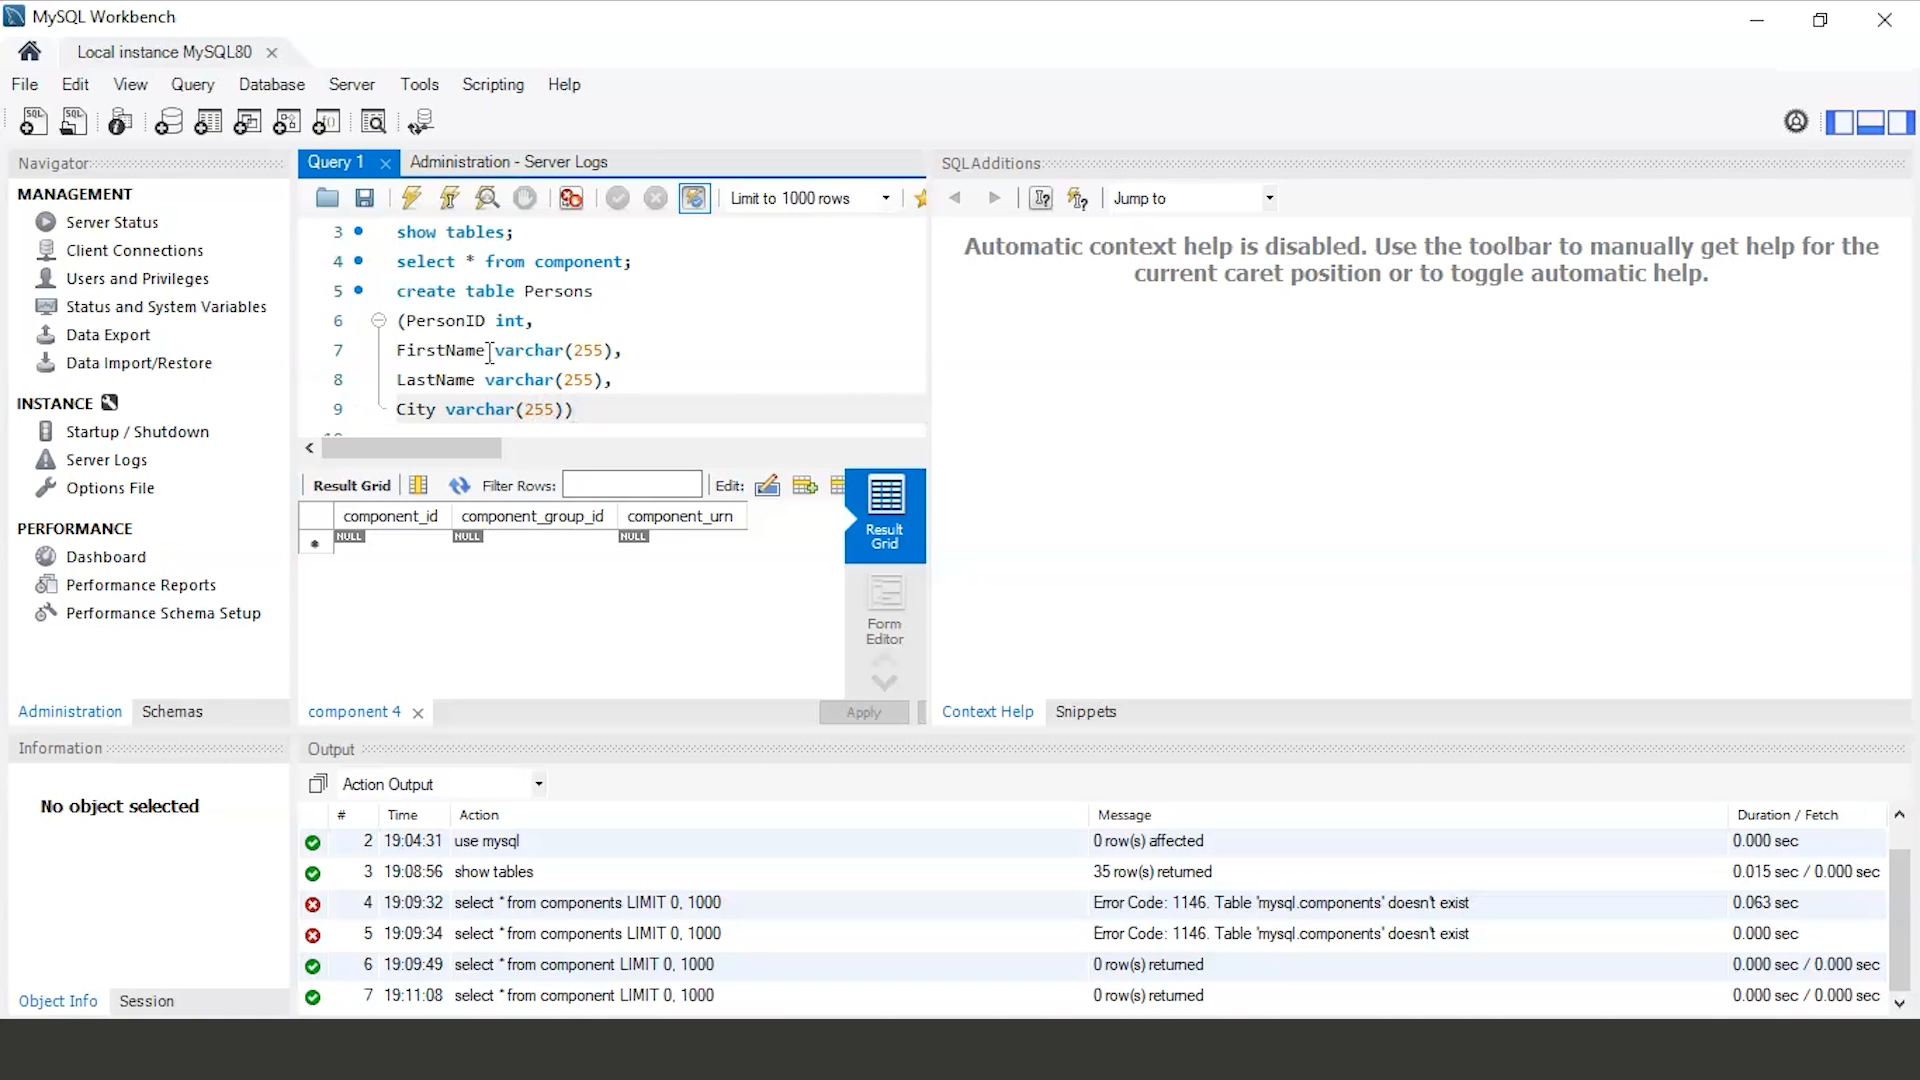 MySQL Workbench
Local instance MySQL80
File Edit View Query Database Server Tools Scripting Help
Navigator
MANAGEMENT
Server Status
Client Connections
Users and Privileges
Status and System Variables
Data Export
Data Import/Restore
INSTANCE
Startup / Shutdown
Server Logs
Options File
PERFORMANCE
Dashboard
Performance Reports
Performance Schema Setup
Administration Schemas
Query 1 Administration - Server Logs
Limit to 1000 rows
3 show tables;
4 select * from component;
5 create table Persons
6 (PersonID int,
7 FirstName varchar(255),
8 LastName varchar(255),
9 City varchar(255))
Result Grid Filter Rows: Edit:
component_id component_group_id component_urn
NULL NULL NULL
Result Grid
Form Editor
component 4 Apply
SQLAdditions
Jump to
Automatic context help is disabled. Use the toolbar to manually get help for the
current caret position or to toggle automatic help.
Context Help Snippets
Information
No object selected
Object Info Session
Output
Action Output
# Time Action Message Duration / Fetch
2 19:04:31 use mysql 0 row(s) affected 0.000 sec
3 19:08:56 show tables 35 row(s) returned 0.015 sec / 0.000 sec
4 19:09:32 select * from components LIMIT 0, 1000 Error Code: 1146. Table 'mysql.components' doesn't exist 0.063 sec
5 19:09:34 select * from components LIMIT 0, 1000 Error Code: 1146. Table 'mysql.components' doesn't exist 0.000 sec
6 19:09:49 select * from component LIMIT 0, 1000 0 row(s) returned 0.000 sec / 0.000 sec
7 19:11:08 select * from component LIMIT 0, 1000 0 row(s) returned 0.000 sec / 0.000 sec